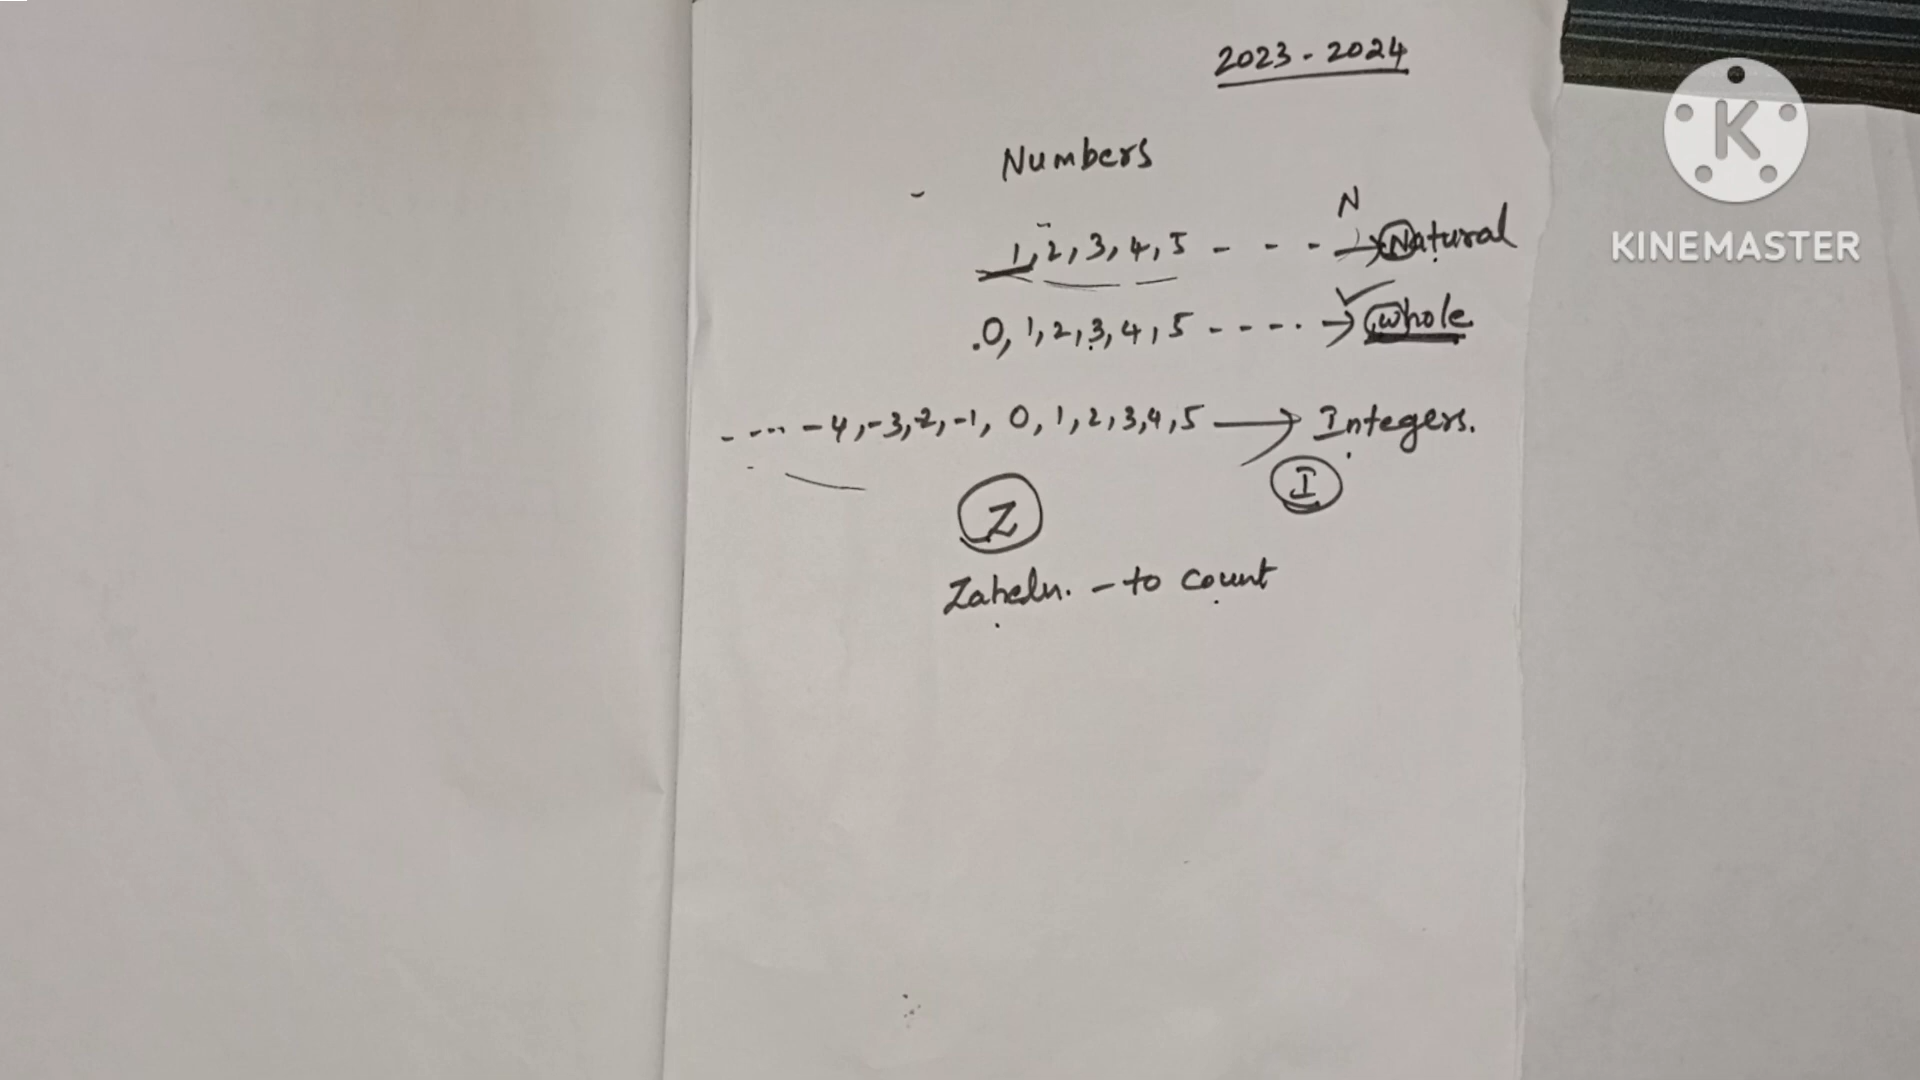 2023 - 2024
Numbers
N
1, 2, 3, 4, 5 - - - → Natural
0, 1, 2, 3, 4, 5 - - - - → Whole
- --- -4, -3, -2, -1, 0, 1, 2, 3, 4, 5 → Integers.
I
Z
Zaheln. - to count
K
KINEMASTER